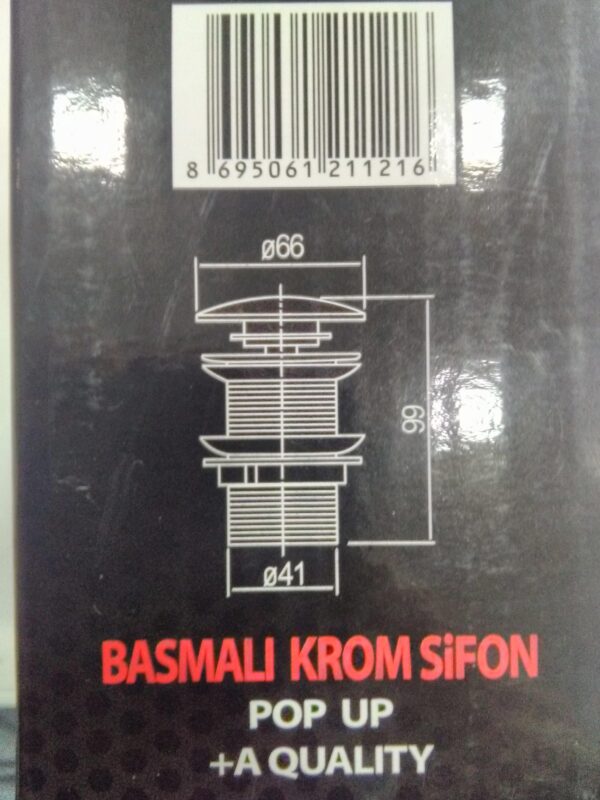 8 695061 211216
ø66
99
ø41
BASMALI KROM SiFON
POP UP
+A QUALITY